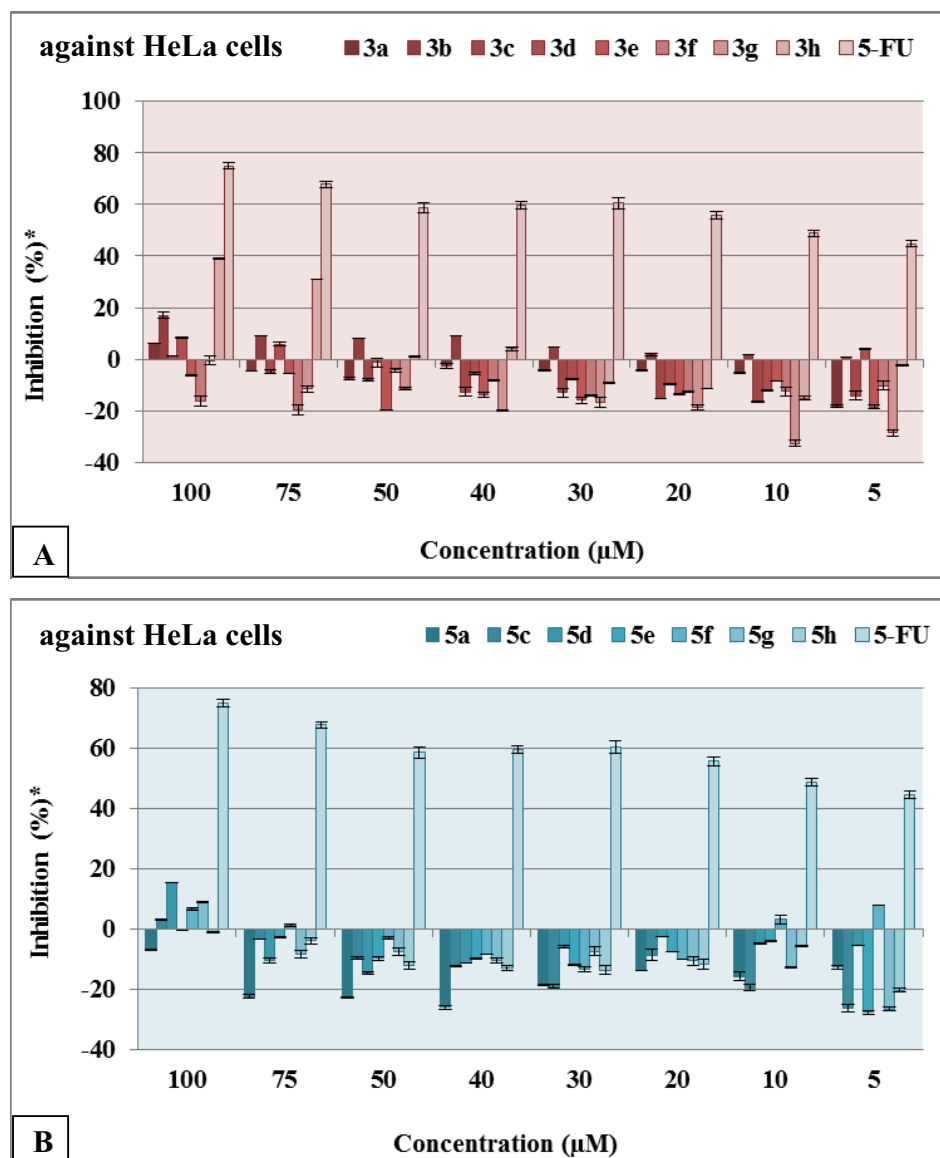 against HeLa cells
3a 3b 3c 3d 3e 3f 3g 3h 5-FU
100
80
60
40
20
0
-20
-40
Inhibition (%)*
100 75 50 40 30 20 10 5
Concentration (µM)
A
against HeLa cells
5a 5c 5d 5e 5f 5g 5h 5-FU
80
60
40
20
0
-20
-40
Inhibition (%)*
100 75 50 40 30 20 10 5
Concentration (µM)
B